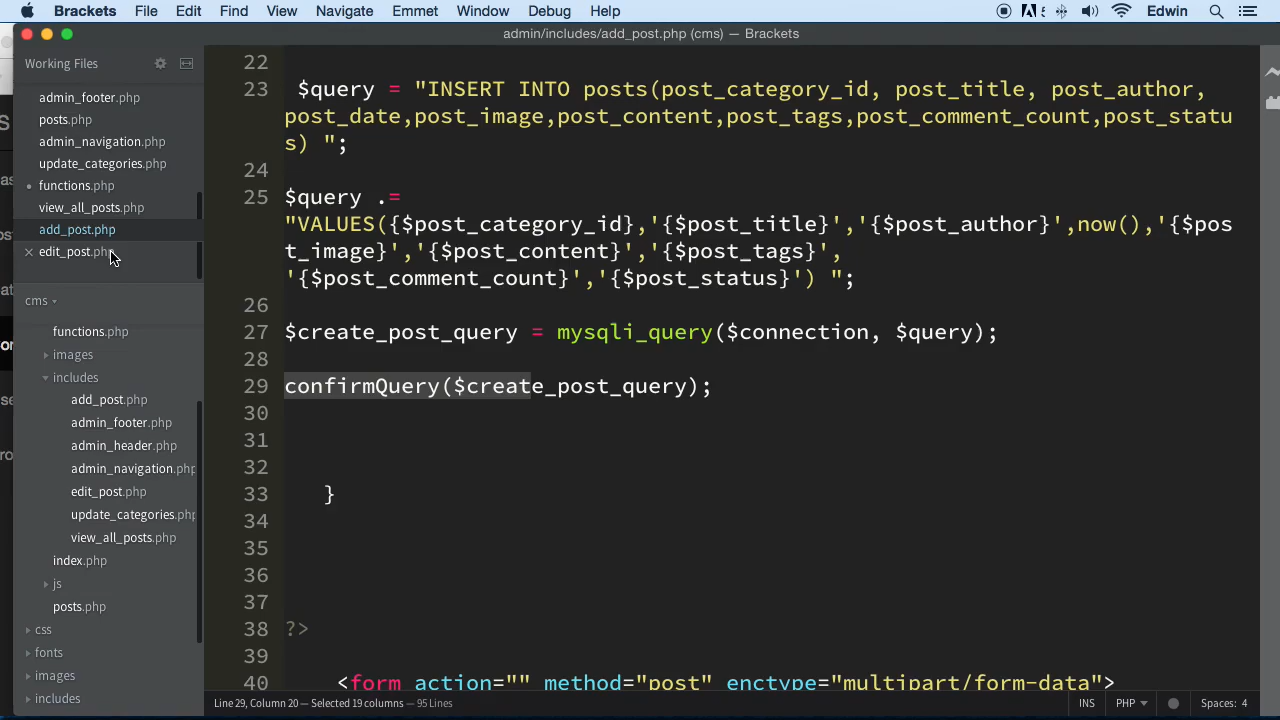 Brackets File Edit Find View Navigate Emmet Window Debug Help Edwin
admin/includes/add_post.php (cms) — Brackets
Working Files
admin_footer.php
posts.php
admin_navigation.php
update_categories.php
functions.php
view_all_posts.php
add_post.php
edit_post.php
cms
functions.php
images
includes
add_post.php
admin_footer.php
admin_header.php
admin_navigation.php
edit_post.php
update_categories.php
view_all_posts.php
index.php
js
posts.php
css
fonts
images
includes
22
23 $query = "INSERT INTO posts(post_category_id, post_title, post_author,
post_date,post_image,post_content,post_tags,post_comment_count,post_statu
s) ";
24
25 $query .=
"VALUES({$post_category_id},'{$post_title}','{$post_author}',now(),'{$pos
t_image}','{$post_content}','{$post_tags}',
'{$post_comment_count}','{$post_status}') ";
26
27 $create_post_query = mysqli_query($connection, $query);
28
29 confirmQuery($create_post_query);
30
31
32
33 }
34
35
36
37
38 ?>
39
40 <form action="" method="post" enctype="multipart/form-data">
Line 29, Column 20 — Selected 19 columns — 95 Lines INS PHP Spaces: 4